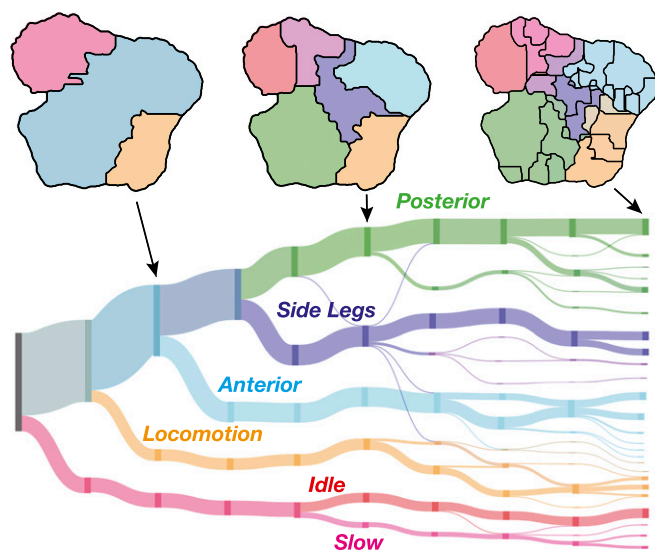 Posterior
Side Legs
Anterior
Locomotion
Idle
Slow